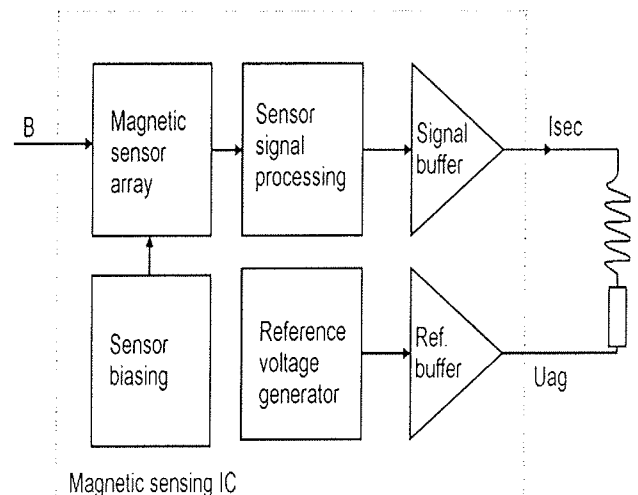 B
Magnetic
sensor
array
Sensor
signal
processing
Signal
buffer
Isec
Sensor
biasing
Reference
voltage
generator
Ref.
buffer
Uag
Magnetic sensing IC